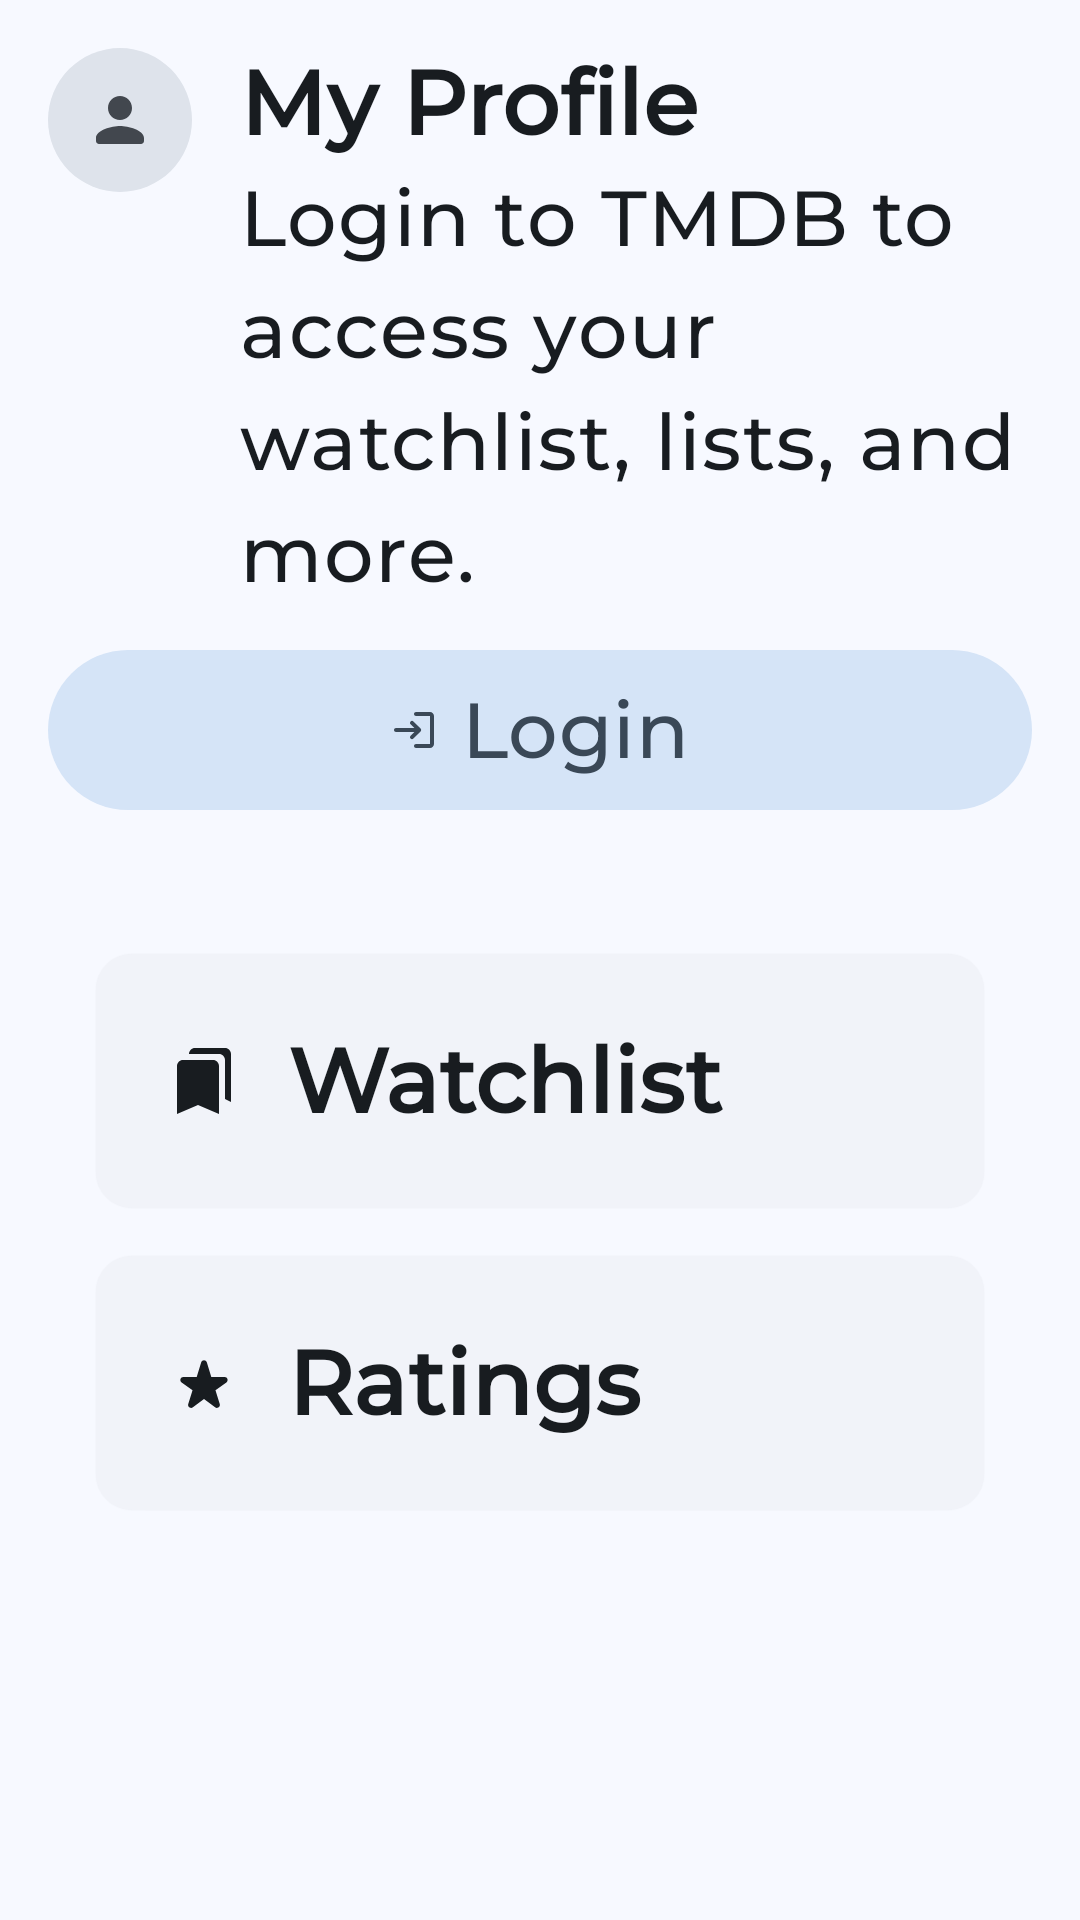 My Profile
Login to TMDB to
access your
watchlist, lists, and
more.
Login
Watchlist
Ratings